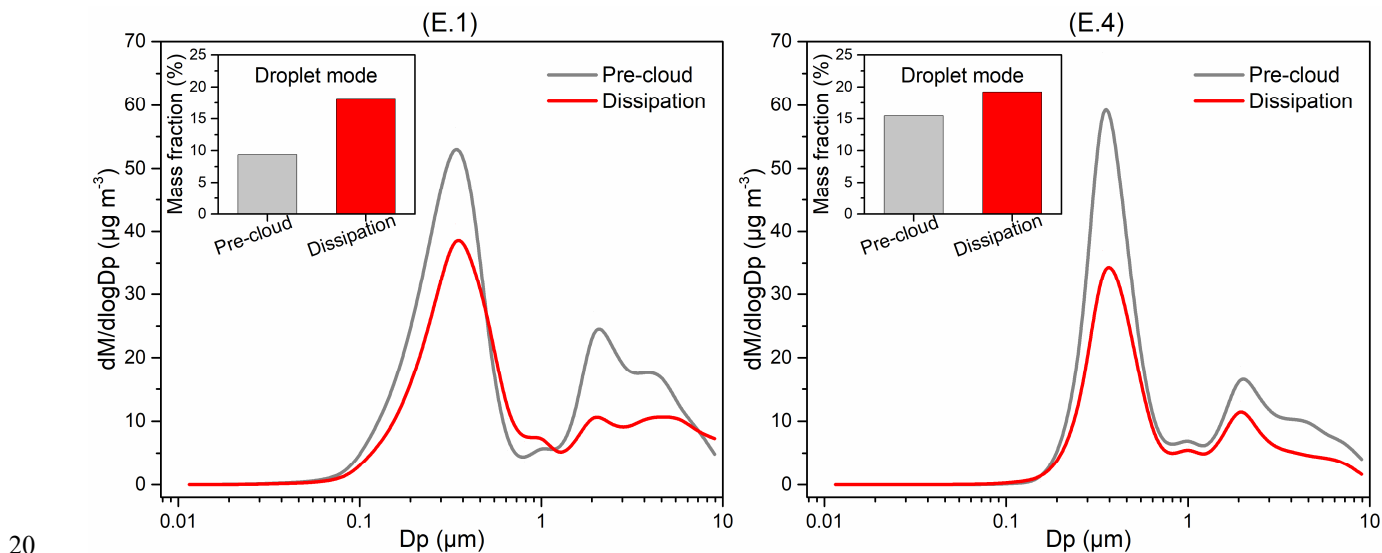 (E.1)
70
60
50
40
30
20
10
0
dM/dlogDp (µg m-3)
0.01 0.1 1 10
Dp (µm)
Pre-cloud
Dissipation
25
20
15
10
5
0
Mass fraction (%)
Droplet mode
Pre-cloud
Dissipation
(E.4)
70
60
50
40
30
20
10
0
dM/dlogDp (µg m-3)
0.01 0.1 1 10
Dp (µm)
Pre-cloud
Dissipation
25
20
15
10
5
0
Mass fraction (%)
Droplet mode
Pre-cloud
Dissipation
20